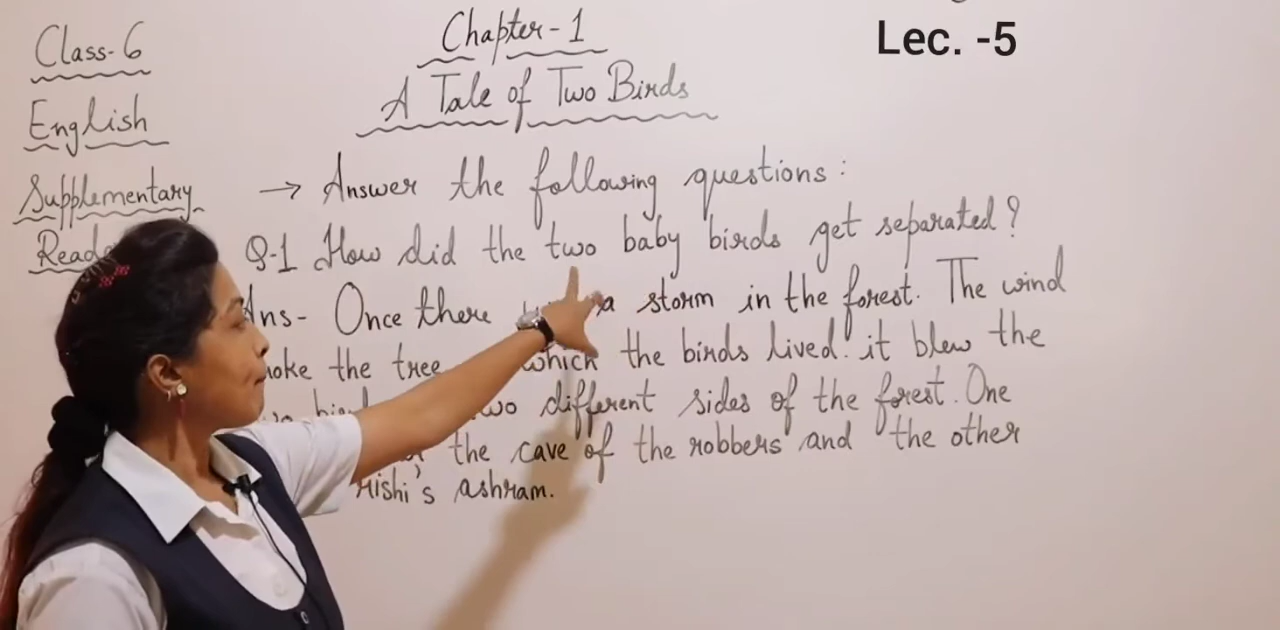 Class-6
English
Supplementary
Read
Chapter-1
A Tale of Two Birds
Lec. -5
→ Answer the following questions:
Q-1 How did the two baby birds get separated?
Ans- Once there a storm in the forest. The wind
the tree which the birds lived. it blew the
different sides of the forest. One
the cave of the robbers and the other
rishi's ashram.